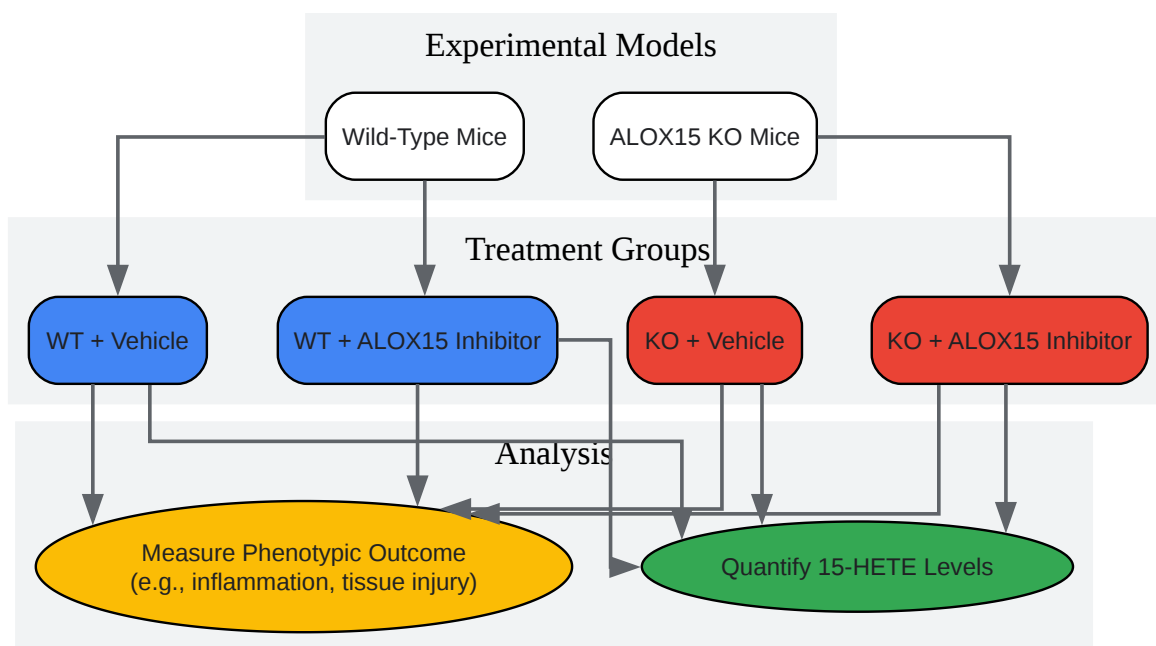 Experimental Models
Wild-Type Mice
ALOX15 KO Mice
Treatment Groups
WT + Vehicle
WT + ALOX15 Inhibitor
KO + Vehicle
KO + ALOX15 Inhibitor
Analysis
Measure Phenotypic Outcome
(e.g., inflammation, tissue injury)
Quantify 15-HETE Levels